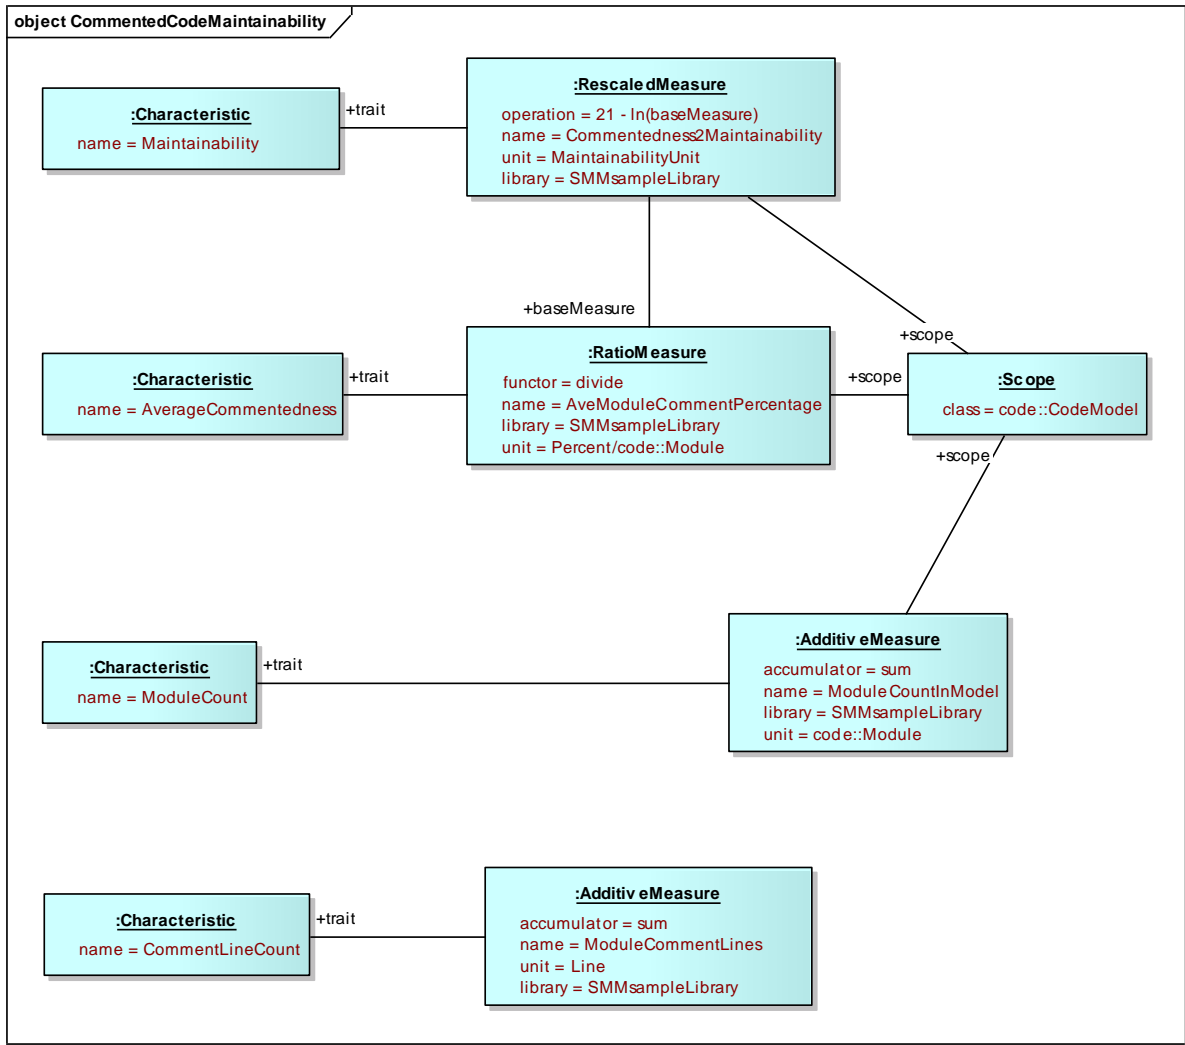 object CommentedCodeMaintainability
:RescaledMeasure
operation = 21 - ln(baseMeasure)
name = Commentedness2Maintainability
unit = MaintainabilityUnit
library = SMMsampleLibrary
:Characteristic
name = Maintainability
+trait
+baseMeasure
+scope
:Characteristic
name = AverageCommentedness
+trait
:RatioMeasure
functor = divide
name = AveModuleCommentPercentage
library = SMMsampleLibrary
unit = Percent/code::Module
+scope
:Scope
class = code::CodeModel
+scope
:Characteristic
name = ModuleCount
+trait
:AdditiveMeasure
accumulator = sum
name = ModuleCountInModel
library = SMMsampleLibrary
unit = code::Module
:Characteristic
name = CommentLineCount
+trait
:AdditiveMeasure
accumulator = sum
name = ModuleCommentLines
unit = Line
library = SMMsampleLibrary